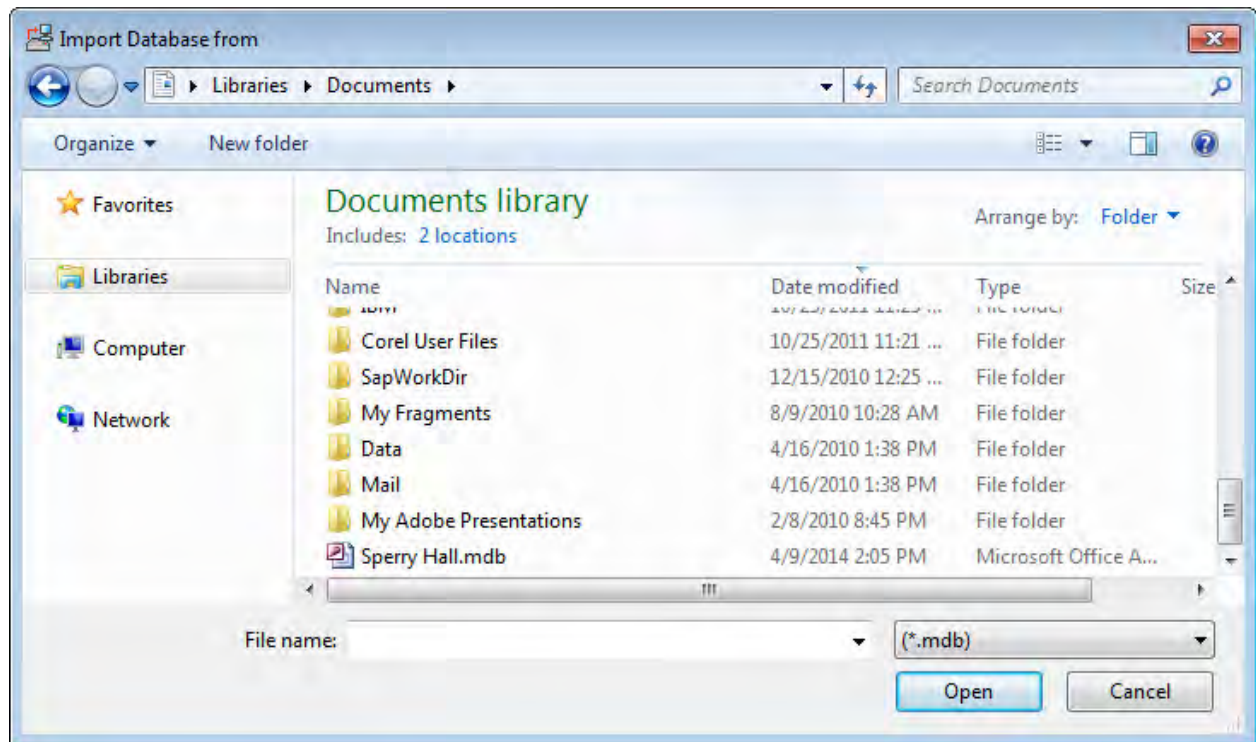 Import Database from
Libraries Documents Search Documents
Organize New folder
Favorites
Libraries
Computer
Network
Documents library
Includes: 2 locations
Arrange by: Folder
Name Date modified Type Size
Corel User Files 10/25/2011 11:21 ... File folder
SapWorkDir 12/15/2010 12:25 ... File folder
My Fragments 8/9/2010 10:28 AM File folder
Data 4/16/2010 1:38 PM File folder
Mail 4/16/2010 1:38 PM File folder
My Adobe Presentations 2/8/2010 8:45 PM File folder
Sperry Hall.mdb 4/9/2014 2:05 PM Microsoft Office A...
File name: (*.mdb)
Open Cancel